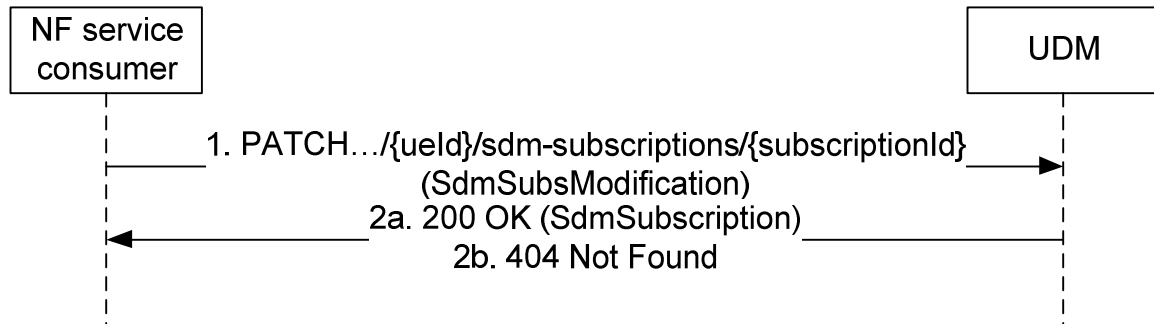 NF service
consumer
UDM
1. PATCH…/{ueId}/sdm-subscriptions/{subscriptionId}
(SdmSubsModification)
2a. 200 OK (SdmSubscription)
2b. 404 Not Found